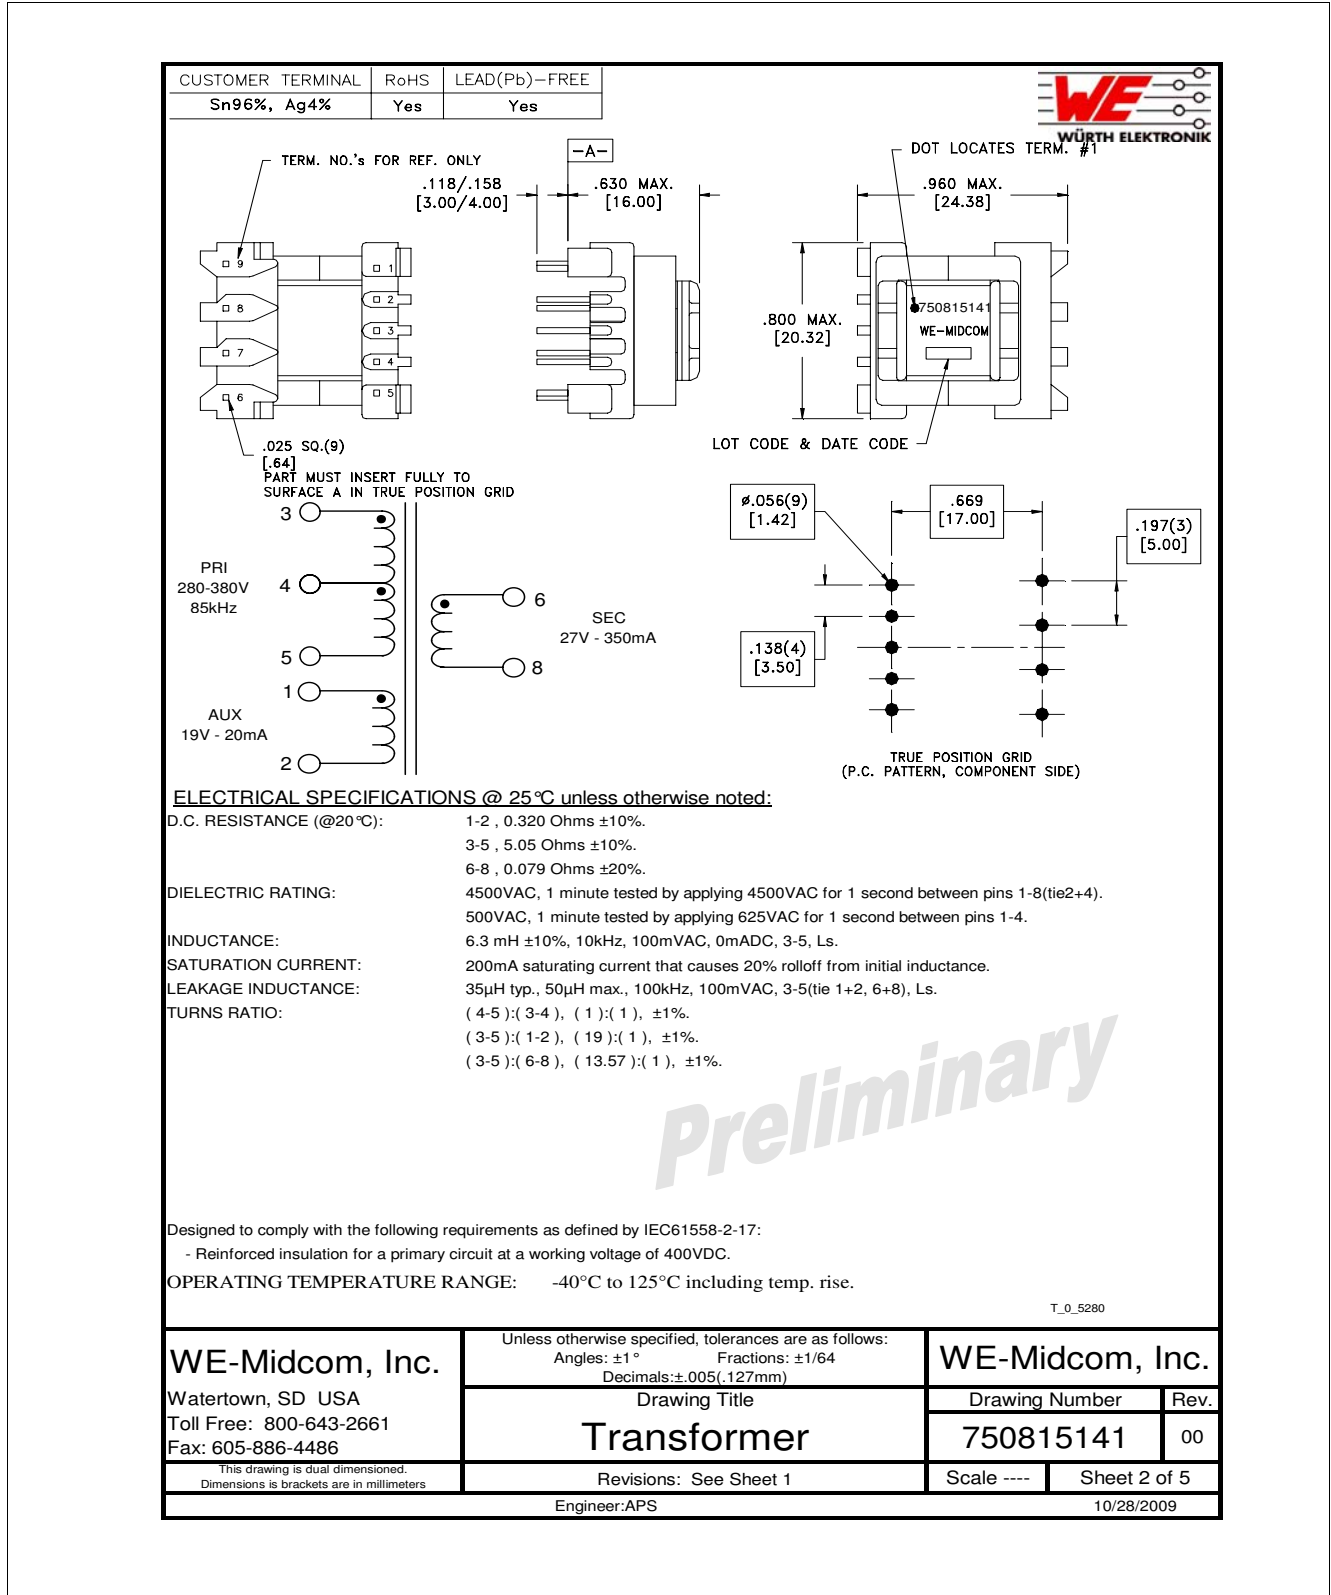 CUSTOMER TERMINAL RoHS LEAD(Pb)-FREE
Sn96%, Ag4% Yes Yes
WE
WÜRTH ELEKTRONIK
TERM. NO.'s FOR REF. ONLY
-A-
DOT LOCATES TERM. #1
.118/.158
[3.00/4.00]
.630 MAX.
[16.00]
.960 MAX.
[24.38]
9
8
7
6
1
2
3
4
5
.800 MAX.
[20.32]
750815141
WE-MIDCOM
LOT CODE & DATE CODE
.025 SQ.(9)
[.64]
PART MUST INSERT FULLY TO
SURFACE A IN TRUE POSITION GRID
3
PRI
280-380V
85kHz
4
5
1
AUX
19V - 20mA
2
6
SEC
27V - 350mA
8
ø.056(9)
[1.42]
.669
[17.00]
.197(3)
[5.00]
.138(4)
[3.50]
TRUE POSITION GRID
(P.C. PATTERN, COMPONENT SIDE)
ELECTRICAL SPECIFICATIONS @ 25°C unless otherwise noted:
D.C. RESISTANCE (@20°C): 1-2 , 0.320 Ohms ±10%.
3-5 , 5.05 Ohms ±10%.
6-8 , 0.079 Ohms ±20%.
DIELECTRIC RATING: 4500VAC, 1 minute tested by applying 4500VAC for 1 second between pins 1-8(tie2+4).
500VAC, 1 minute tested by applying 625VAC for 1 second between pins 1-4.
INDUCTANCE: 6.3 mH ±10%, 10kHz, 100mVAC, 0mADC, 3-5, Ls.
SATURATION CURRENT: 200mA saturating current that causes 20% rolloff from initial inductance.
LEAKAGE INDUCTANCE: 35µH typ., 50µH max., 100kHz, 100mVAC, 3-5(tie 1+2, 6+8), Ls.
TURNS RATIO: ( 4-5 ):( 3-4 ), ( 1 ):( 1 ), ±1%.
( 3-5 ):( 1-2 ), ( 19 ):( 1 ), ±1%.
( 3-5 ):( 6-8 ), ( 13.57 ):( 1 ), ±1%.
Preliminary
Designed to comply with the following requirements as defined by IEC61558-2-17:
- Reinforced insulation for a primary circuit at a working voltage of 400VDC.
OPERATING TEMPERATURE RANGE: -40°C to 125°C including temp. rise.
T_0_5280
WE-Midcom, Inc.
Watertown, SD USA
Toll Free: 800-643-2661
Fax: 605-886-4486
This drawing is dual dimensioned.
Dimensions is brackets are in millimeters
Unless otherwise specified, tolerances are as follows:
Angles: ±1° Fractions: ±1/64
Decimals:±.005(.127mm)
Drawing Title
Transformer
Revisions: See Sheet 1
WE-Midcom, Inc.
Drawing Number Rev.
750815141 00
Scale ---- Sheet 2 of 5
Engineer:APS 10/28/2009